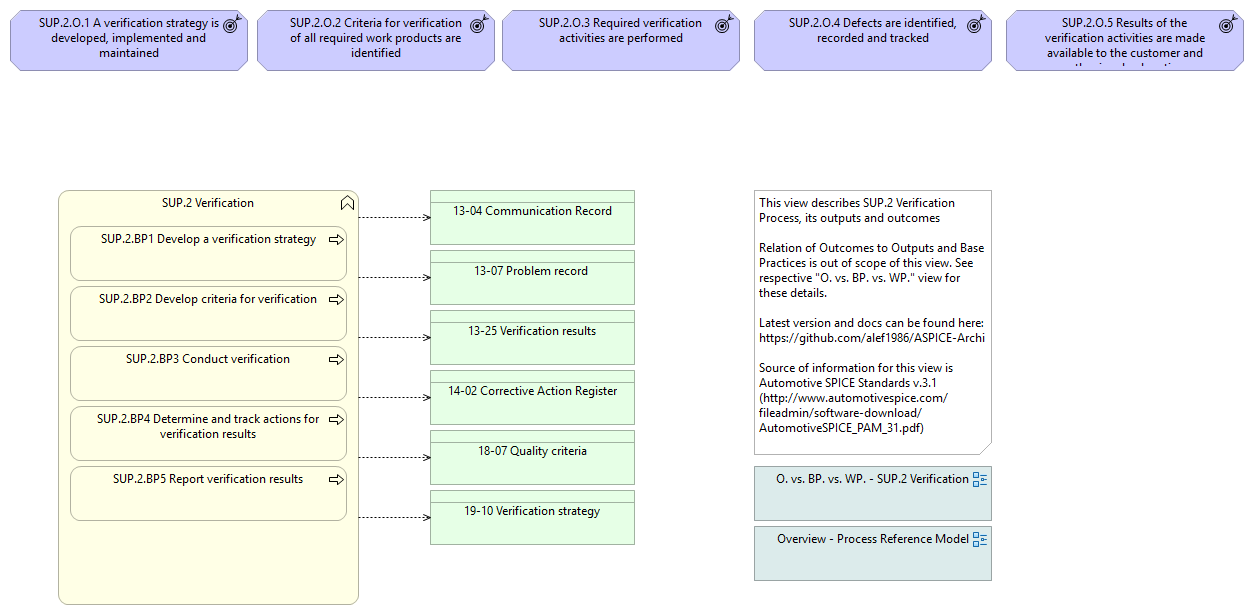 SUP.2.O.1 A verification strategy is
developed, implemented and
maintained
SUP.2.O.2 Criteria for verification
of all required work products are
identified
SUP.2.O.3 Required verification
activities are performed
SUP.2.O.4 Defects are identified,
recorded and tracked
SUP.2.O.5 Results of the
verification activities are made
available to the customer and
SUP.2 Verification
SUP.2.BP1 Develop a verification strategy
SUP.2.BP2 Develop criteria for verification
SUP.2.BP3 Conduct verification
SUP.2.BP4 Determine and track actions for
verification results
SUP.2.BP5 Report verification results
13-04 Communication Record
13-07 Problem record
13-25 Verification results
14-02 Corrective Action Register
18-07 Quality criteria
19-10 Verification strategy
This view describes SUP.2 Verification
Process, its outputs and outcomes
Relation of Outcomes to Outputs and Base
Practices is out of scope of this view. See
respective "O. vs. BP. vs. WP." view for
these details.
Latest version and docs can be found here:
https://github.com/alef1986/ASPICE-Archi
Source of information for this view is
Automotive SPICE Standards v.3.1
(http://www.automotivespice.com/
fileadmin/software-download/
AutomotiveSPICE_PAM_31.pdf)
O. vs. BP. vs. WP. - SUP.2 Verification
Overview - Process Reference Model